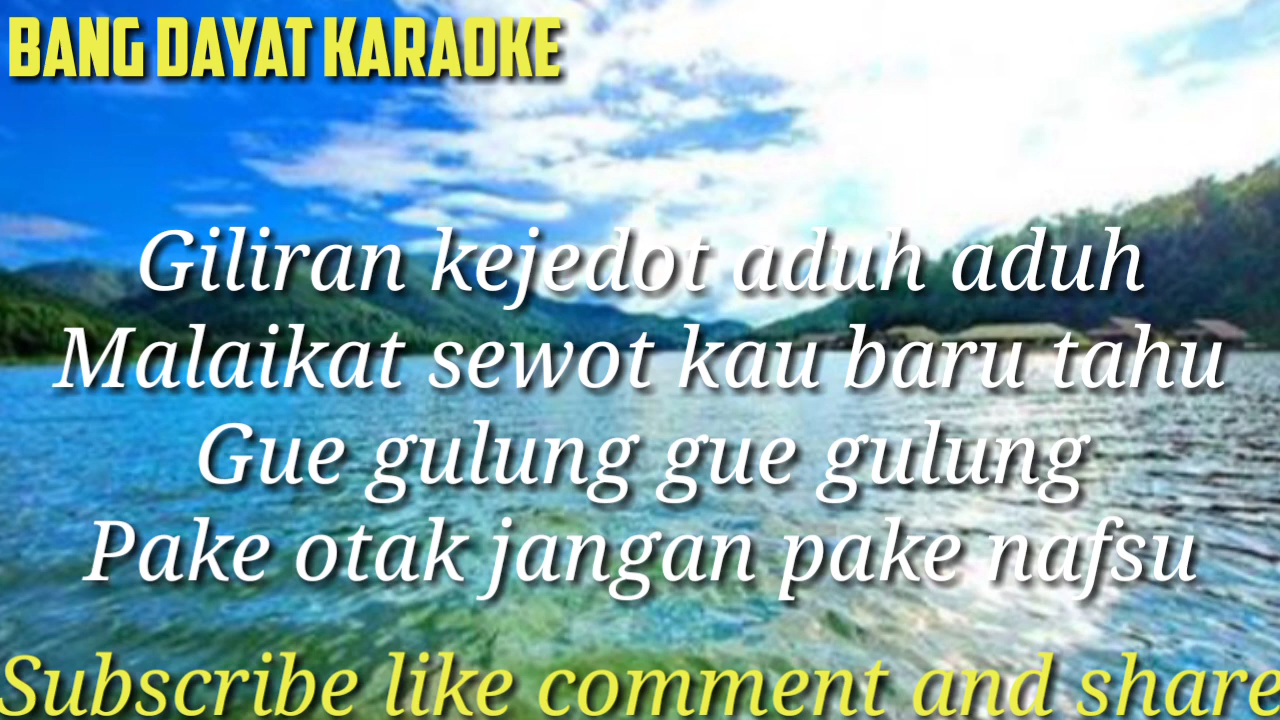 BANG DAYAT KARAOKE
Giliran kejedot aduh aduh
Malaikat sewot kau baru tahu
Gue gulung gue gulung
Pake otak jangan pake nafsu
Subscribe like comment and share